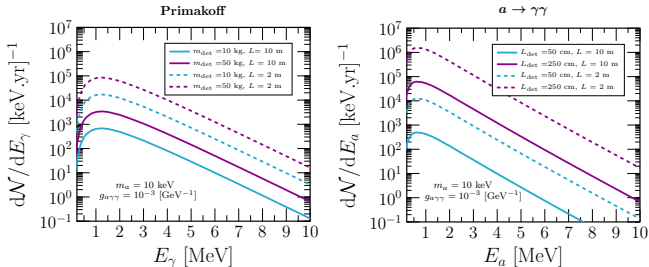 Primakoff
dN/dE_γ [keV.yr]^{-1}
10^7
10^6
10^5
10^4
10^3
10^2
10^1
10^0
10^{-1}
m_det =10 kg, L= 10 m
m_det =50 kg, L= 10 m
m_det =10 kg, L= 2 m
m_det =50 kg, L= 2 m
m_a = 10 keV
g_{aγγ} = 10^{-3} [GeV^{-1}]
1 2 3 4 5 6 7 8 9 10
E_γ [MeV]
a → γγ
dN/dE_a [keV.yr]^{-1}
10^7
10^6
10^5
10^4
10^3
10^2
10^1
10^0
10^{-1}
L_det =50 cm, L = 10 m
L_det =250 cm, L = 10 m
L_det =50 cm, L = 2 m
L_det =250 cm, L = 2 m
m_a = 10 keV
g_{aγγ} = 10^{-3} [GeV^{-1}]
1 2 3 4 5 6 7 8 9 10
E_a [MeV]